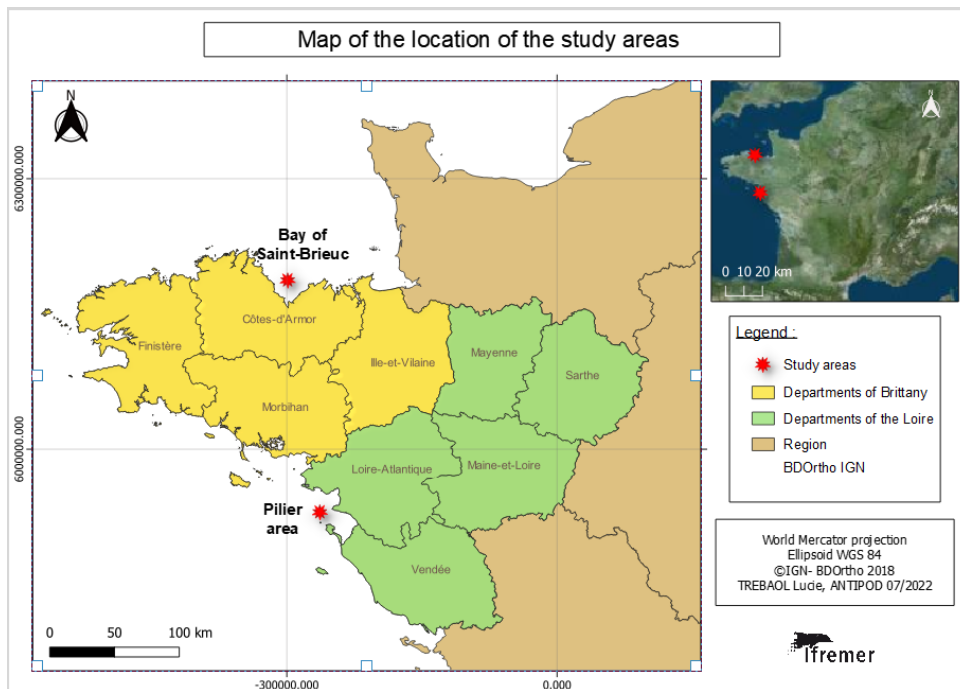 Map of the location of the study areas
N
N
6300000.000
Bay of
Saint-Brieuc
0 10 20 km
Côtes-d'Armor
Finistère
Ille-et-Vilaine
Mayenne
Sarthe
Morbihan
Legend :
Study areas
Departments of Brittany
Departments of the Loire
Region
BDOrtho IGN
6000000.000
Loire-Atlantique
Maine-et-Loire
Pilier
area
Vendée
World Mercator projection
Ellipsoid WGS 84
©IGN- BDOrtho 2018
TREBAOL Lucie, ANTIPOD 07/2022
0 50 100 km
Ifremer
-300000.000
0.000